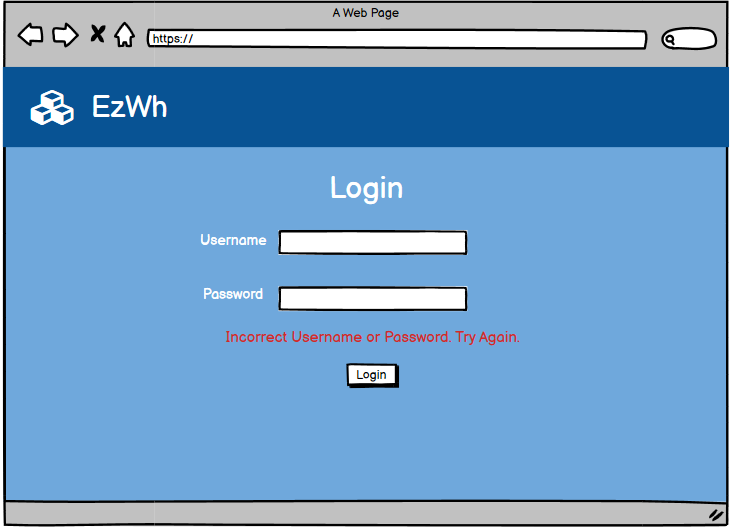 A Web Page
https://
EzWh
Login
Username
Password
Incorrect Username or Password. Try Again.
Login